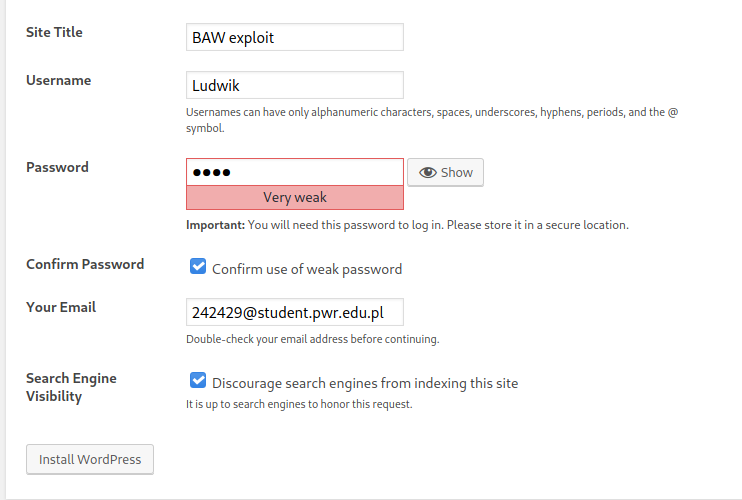 Site Title
BAW exploit
Username
Ludwik
Usernames can have only alphanumeric characters, spaces, underscores, hyphens, periods, and the @
symbol.
Password
●●●●
Show
Very weak
Important: You will need this password to log in. Please store it in a secure location.
Confirm Password
Confirm use of weak password
Your Email
242429@student.pwr.edu.pl
Double-check your email address before continuing.
Search Engine
Visibility
Discourage search engines from indexing this site
It is up to search engines to honor this request.
Install WordPress